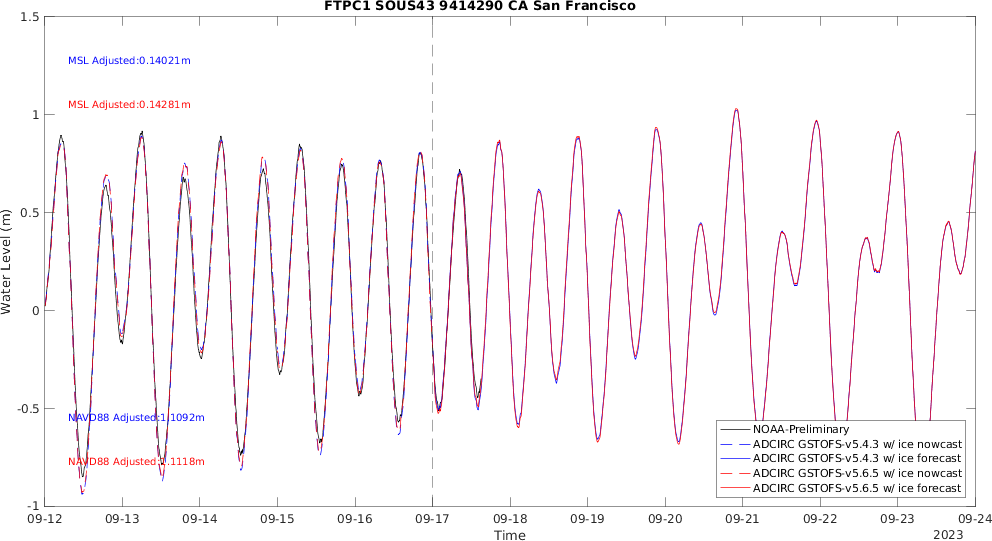 FTPC1 SOUS43 9414290 CA San Francisco
1.5
MSL Adjusted:0.14021m
MSL Adjusted:0.14281m
1
0.5
0
-0.5
-1
Water Level (m)
NAVD88 Adjusted:1.1092m
NAVD88 Adjusted:1.1118m
NOAA-Preliminary
ADCIRC GSTOFS-v5.4.3 w/ ice nowcast
ADCIRC GSTOFS-v5.4.3 w/ ice forecast
ADCIRC GSTOFS-v5.6.5 w/ ice nowcast
ADCIRC GSTOFS-v5.6.5 w/ ice forecast
09-12 09-13 09-14 09-15 09-16 09-17 09-18 09-19 09-20 09-21 09-22 09-23 09-24
Time
2023